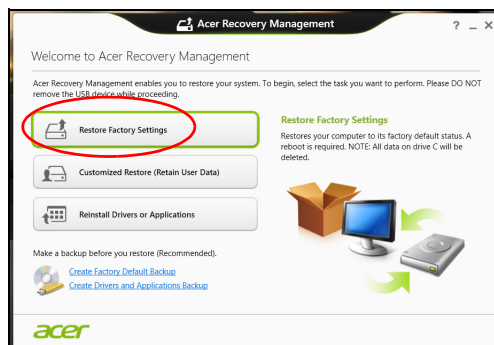 Acer Recovery Management
? _ X
Welcome to Acer Recovery Management
Acer Recovery Management enables you to restore your system. To begin, select the task you want to perform. Please DO NOT
remove the USB device while proceeding.
Restore Factory Settings
Customized Restore (Retain User Data)
Reinstall Drivers or Applications
Restore Factory Settings
Restores your computer to its factory default status. A
reboot is required. NOTE: All data on drive C will be
deleted.
Make a backup before you restore (Recommended).
Create Factory Default Backup
Create Drivers and Applications Backup
acer